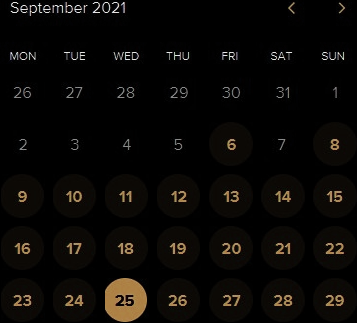 September 2021
MON TUE WED THU FRI SAT SUN
26 27 28 29 30 31 1
2 3 4 5 6 7 8
9 10 11 12 13 14 15
16 17 18 19 20 21 22
23 24 25 26 27 28 29